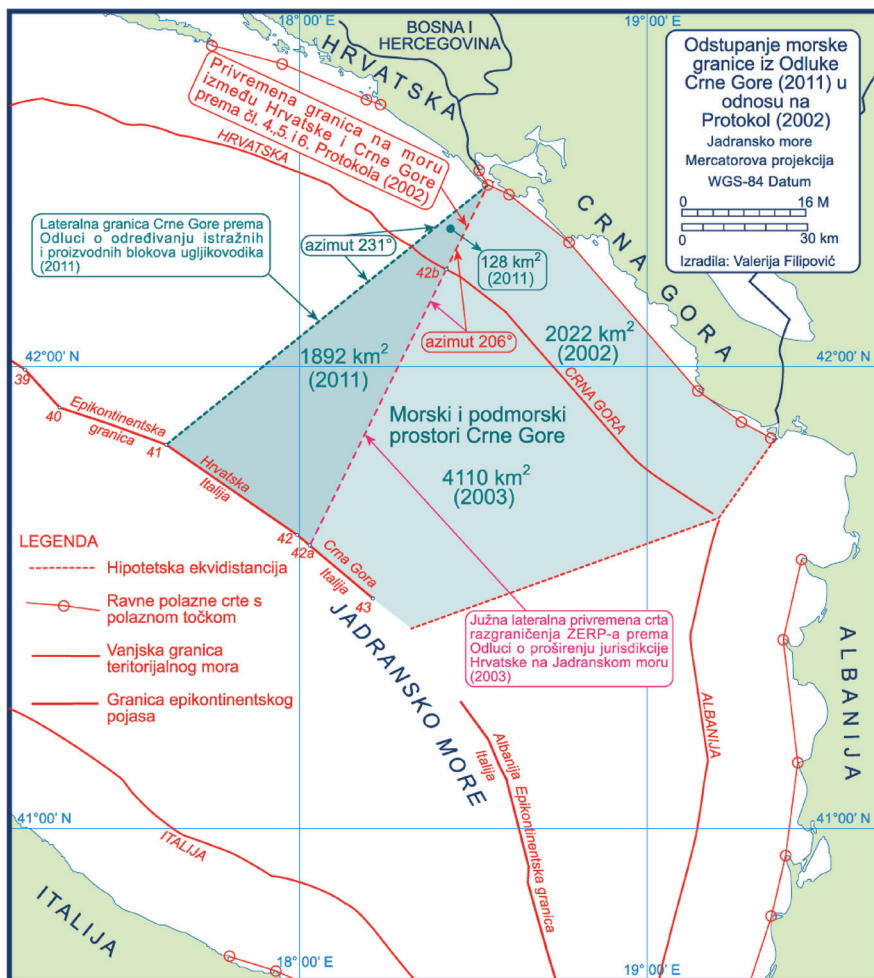 18°00' E
19°00' E
BOSNA I
HERCEGOVINA
HRVATSKA
Odstupanje morske
granice iz Odluke
Crne Gore (2011) u
odnosu na
Protokol (2002)
Jadransko more
Mercatorova projekcija
WGS-84 Datum
0 16 M
0 30 km
Izradila: Valerija Filipović
Privremena granica na moru
između Hrvatske i Crne Gore
prema čl. 4.,5. i 6. Protokola (2002)
HRVATSKA
CRNA GORA
Lateralna granica Crne Gore prema
Odluci o određivanju istražnih
i proizvodnih blokova ugljikovodika
(2011)
azimut 231°
128 km²
(2011)
42b
azimut 206°
2022 km²
(2002)
1892 km²
(2011)
42°00' N
42°00' N
CRNA GORA
39
40
Epikontinentska
granica
41
Morski i podmorski
prostori Crne Gore
4110 km²
(2003)
Hrvatska
Italija
42
42a
Crna Gora
Italija
43
LEGENDA
Hipotetska ekvidistancija
Ravne polazne crte s
polaznom točkom
Vanjska granica
teritorijalnog mora
Granica epikontinentskog
pojasa
JADRANSKO MORE
Južna lateralna privremena crta
razgraničenja ZERP-a prema
Odluci o proširenju jurisdikcije
Hrvatske na Jadranskom moru
(2003)
ALBANIJA
ALBANIJA
Albanija Epikontinentska granica
Italija
41°00' N
41°00' N
ITALIJA
ITALIJA
18°00' E
19°00' E